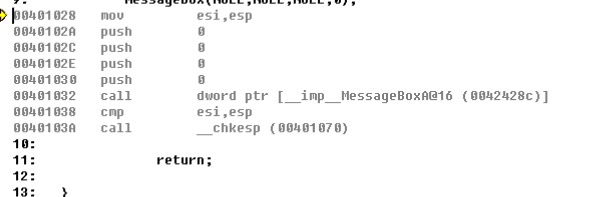 9: MessageBox(NULL,NULL,NULL,0);
00401028 mov esi,esp
0040102A push 0
0040102C push 0
0040102E push 0
00401030 push 0
00401032 call dword ptr [__imp__MessageBoxA@16 (0042428c)]
00401038 cmp esi,esp
0040103A call __chkesp (00401070)
10:
11: return;
12:
13: }